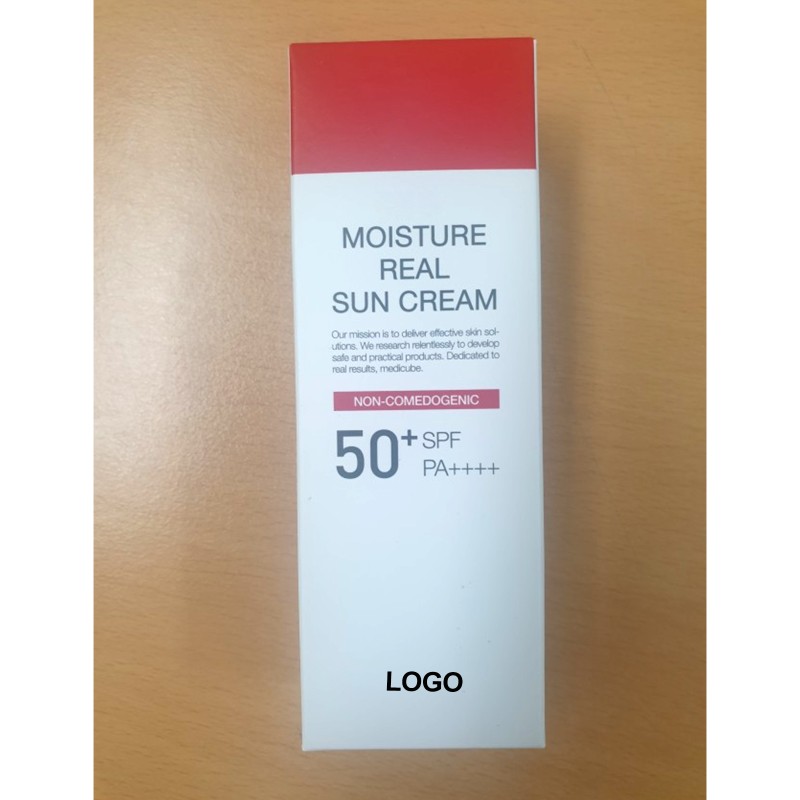 MOISTURE
REAL
SUN CREAM
Our mission is to deliver effective skin sol-
utions. We research relentlessly to develop
safe and practical products. Dedicated to
real results, medicube.
NON-COMEDOGENIC
50+ SPF
PA++++
LOGO